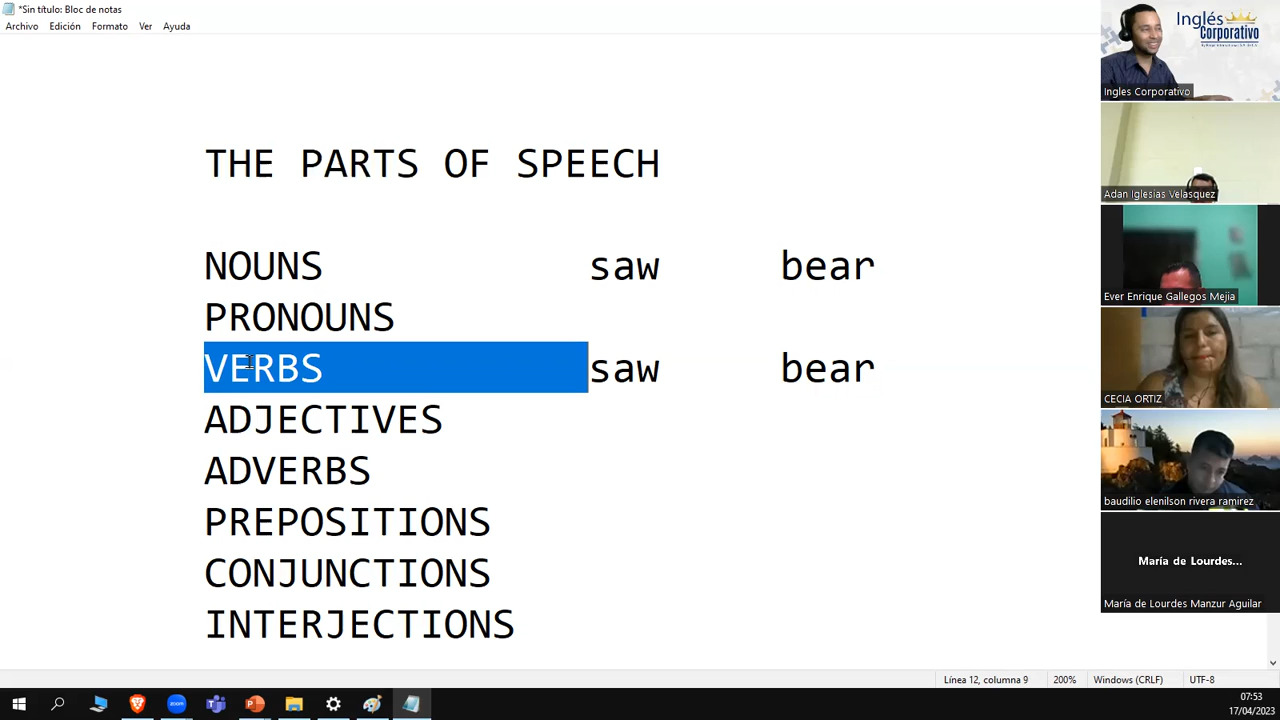 *Sin título: Bloc de notas
Archivo Edición Formato Ver Ayuda
THE PARTS OF SPEECH
NOUNS saw bear
PRONOUNS
VERBS saw bear
ADJECTIVES
ADVERBS
PREPOSITIONS
CONJUNCTIONS
INTERJECTIONS
Inglés
Corporativo
Ingles Corporativo
Adan Iglesias Velasquez
Ever Enrique Gallegos Mejia
CECIA ORTIZ
baudilio elenilson rivera ramirez
María de Lourdes...
María de Lourdes Manzur Aguilar
Línea 12, columna 9 200% Windows (CRLF) UTF-8
zoom
07:53
17/04/2023